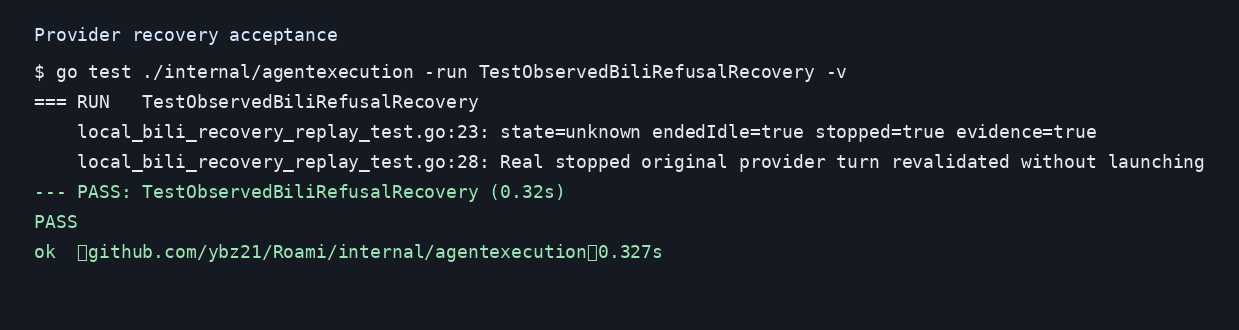 Provider recovery acceptance
$ go test ./internal/agentexecution -run TestObservedBiliRefusalRecovery -v
=== RUN   TestObservedBiliRefusalRecovery
    local_bili_recovery_replay_test.go:23: state=unknown endedIdle=true stopped=true evidence=true
    local_bili_recovery_replay_test.go:28: Real stopped original provider turn revalidated without launching
--- PASS: TestObservedBiliRefusalRecovery (0.32s)
PASS
ok  github.com/ybz21/Roami/internal/agentexecution 0.327s